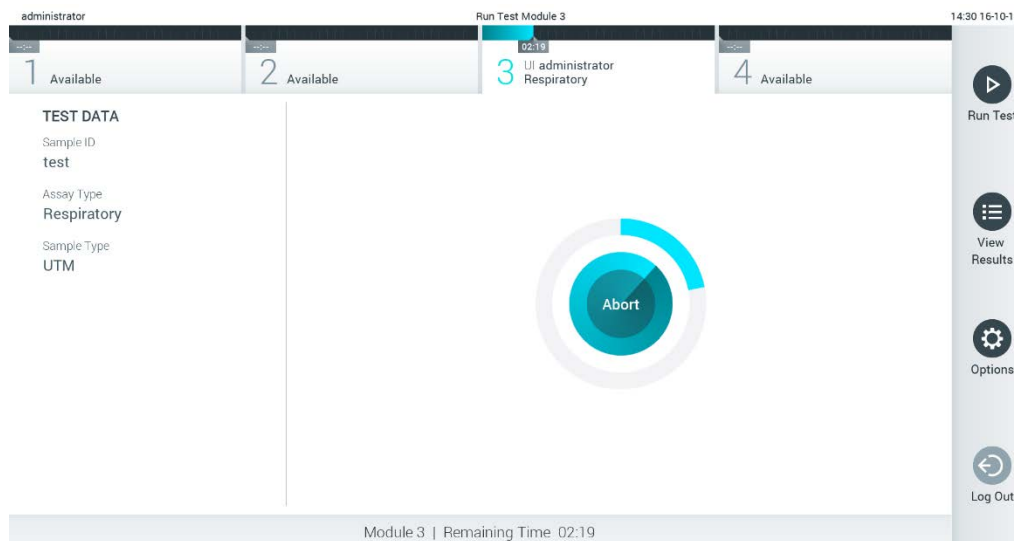 administrator
Run Test Module 3
14:30 16-10-1
--:--
--:--
02:19
--:--
1 Available
2 Available
3 UI administrator
Respiratory
4 Available
TEST DATA
Sample ID
test
Assay Type
Respiratory
Sample Type
UTM
Abort
Run Test
View
Results
Options
Log Out
Module 3 | Remaining Time 02:19